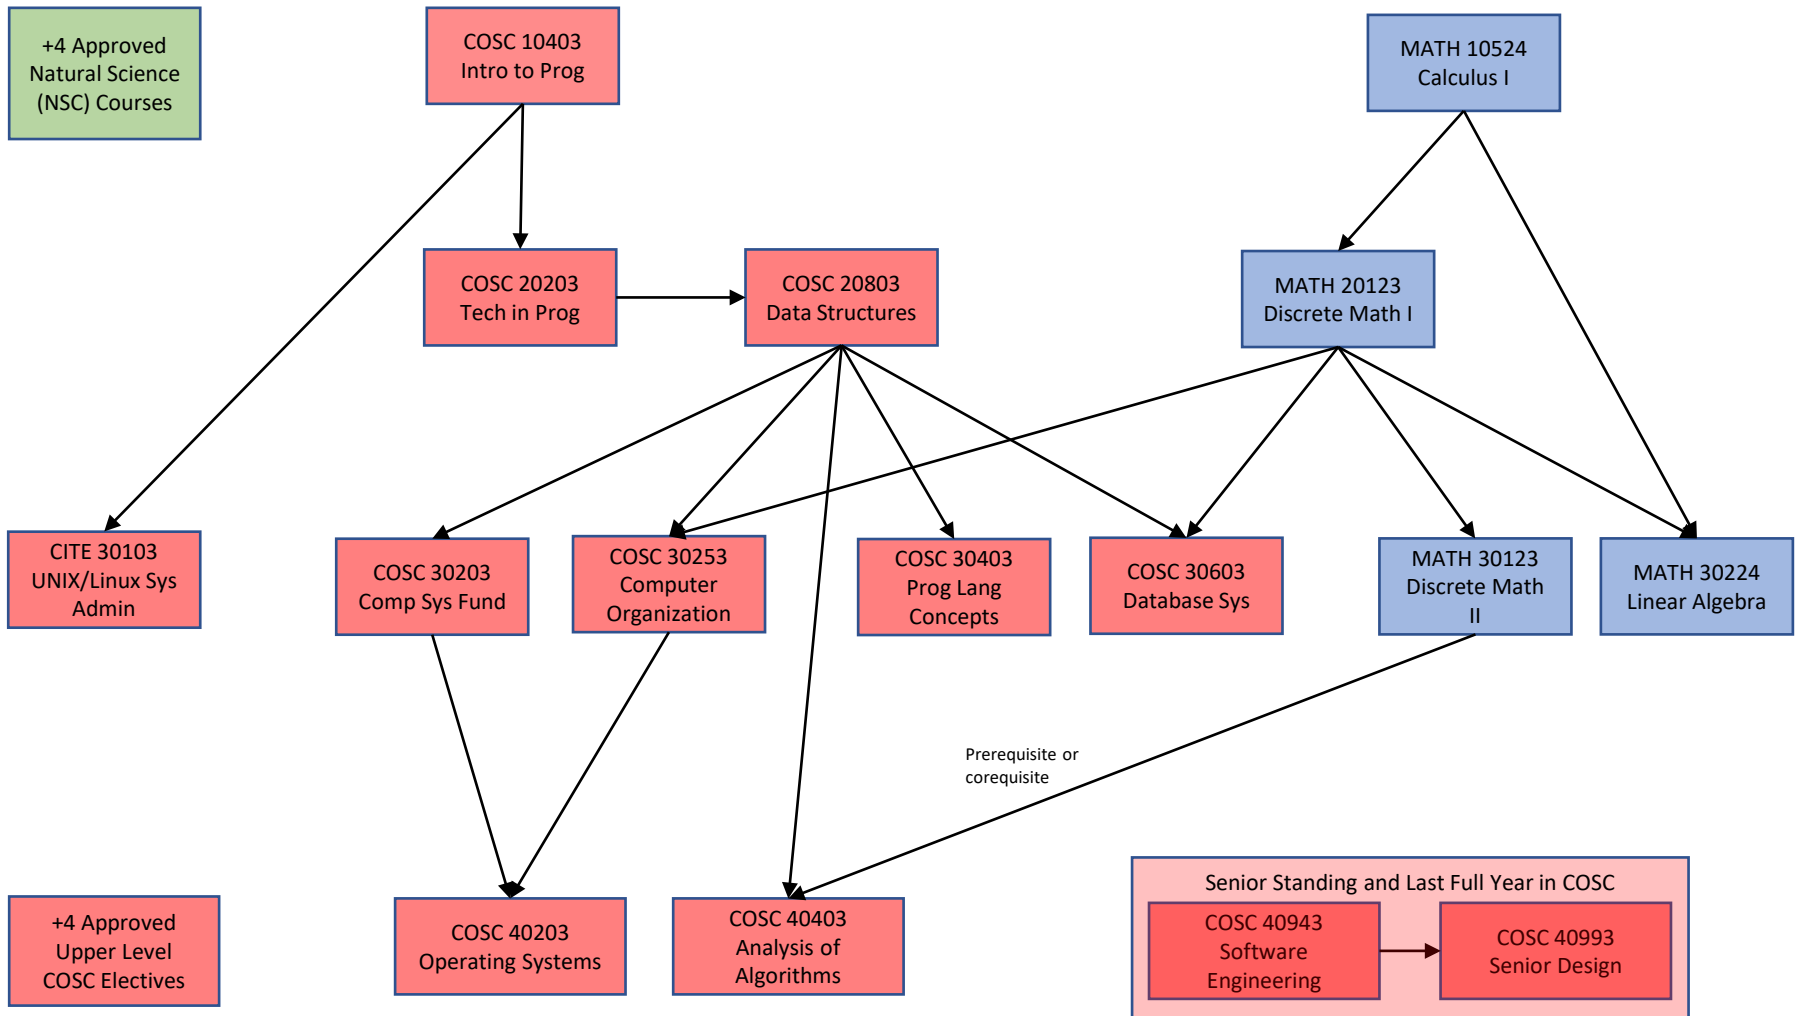 +4 Approved
Natural Science
(NSC) Courses
COSC 10403
Intro to Prog
MATH 10524
Calculus I
COSC 20203
Tech in Prog
COSC 20803
Data Structures
MATH 20123
Discrete Math I
CITE 30103
UNIX/Linux Sys
Admin
COSC 30203
Comp Sys Fund
COSC 30253
Computer
Organization
COSC 30403
Prog Lang
Concepts
COSC 30603
Database Sys
MATH 30123
Discrete Math
II
MATH 30224
Linear Algebra
Prerequisite or
corequisite
+4 Approved
Upper Level
COSC Electives
COSC 40203
Operating Systems
COSC 40403
Analysis of
Algorithms
Senior Standing and Last Full Year in COSC
COSC 40943
Software
Engineering
COSC 40993
Senior Design